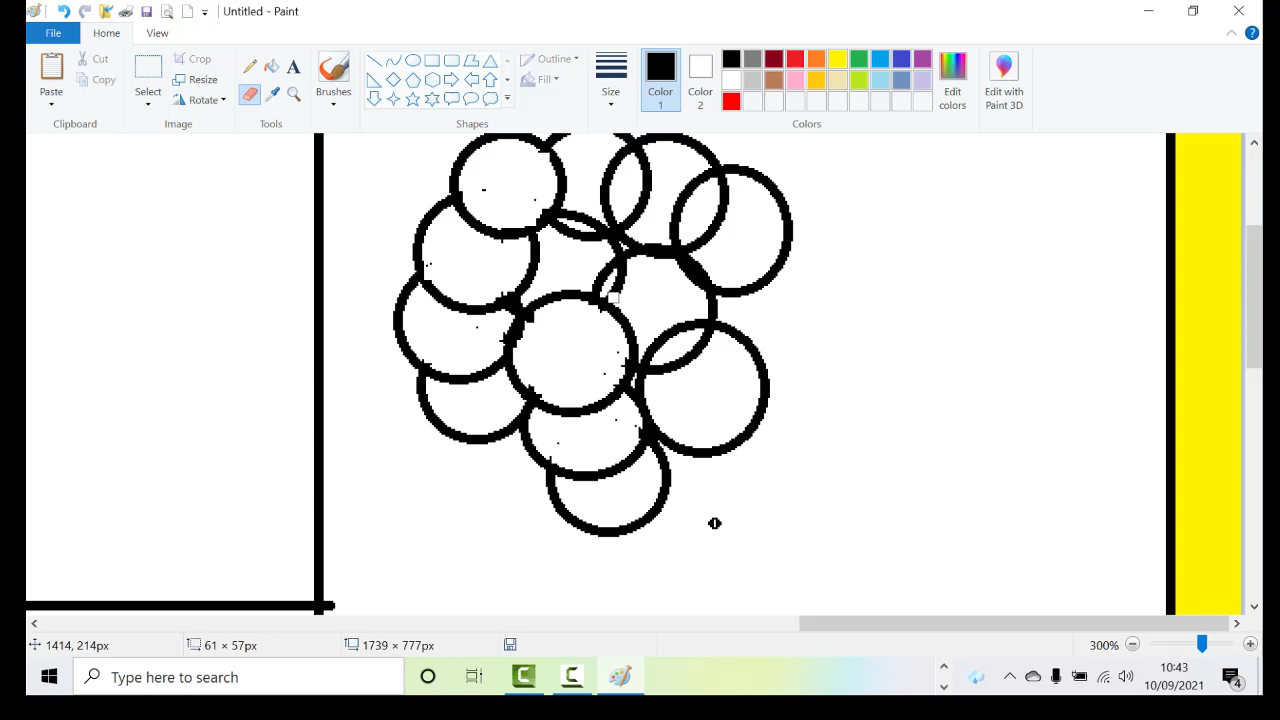 Untitled - Paint
File Home View
Paste
Cut
Copy
Clipboard
Select
Crop
Resize
Rotate
Image
A
Tools
Brushes
Outline
Fill
Shapes
Size
Color 1
Color 2
Edit colors
Edit with Paint 3D
Colors
1414, 214px 61 × 57px 1739 × 777px 300%
Type here to search
10:43
10/09/2021
4